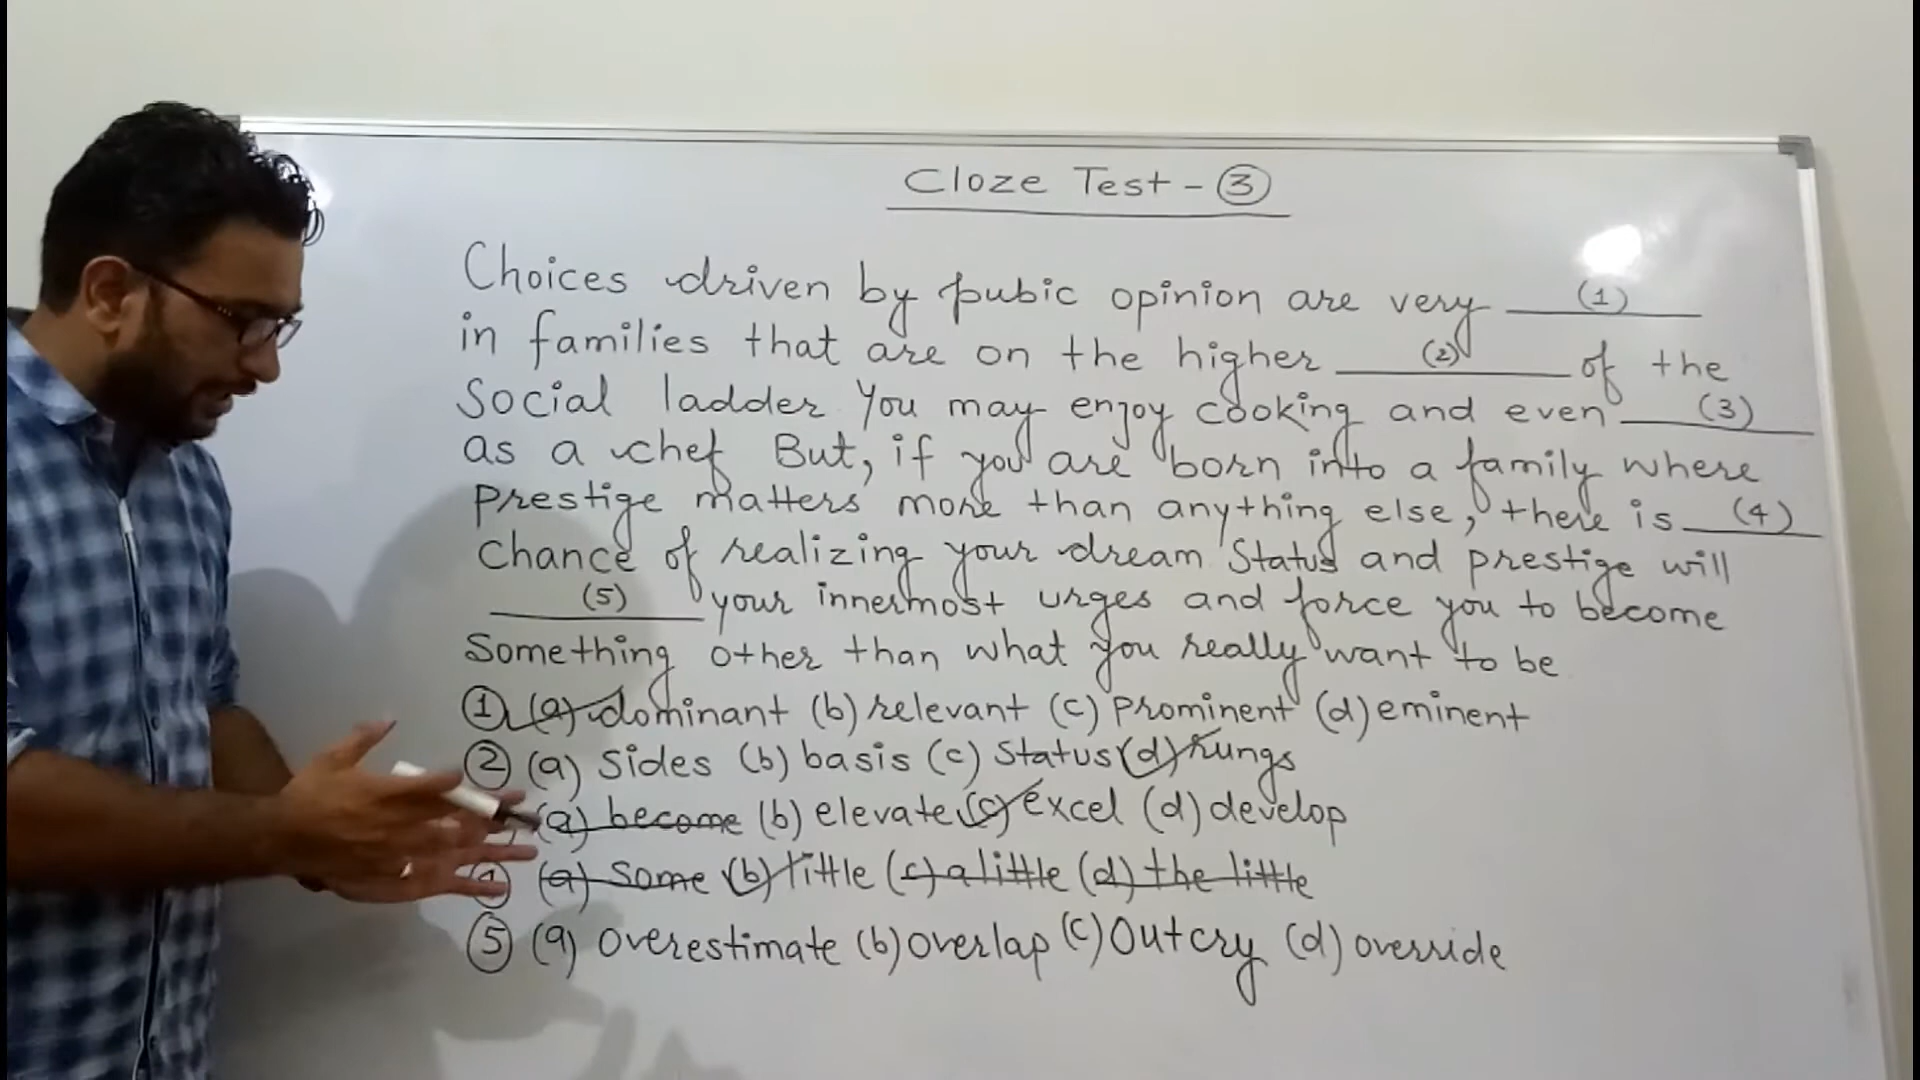 Cloze Test - ③
Choices driven by pubic opinion are very ___(1)___
in families that are on the higher ___(2)___ of the
Social ladder You may enjoy cooking and even ___(3)___
as a chef But, if you are born into a family where
prestige matters more than anything else, there is ___(4)___
Chance of realizing your dream Status and prestige will
___(5)___ your innermost urges and force you to become
Something other than what you really want to be
① (a) dominant (b) relevant (c) Prominent (d) eminent
② (a) Sides (b) basis (c) Status (d) rungs
(a) become (b) elevate (c) Excel (d) develop
(a) Some (b) little (c) a little (d) the little
⑤ (a) Overestimate (b) overlap (c) Outcry (d) override